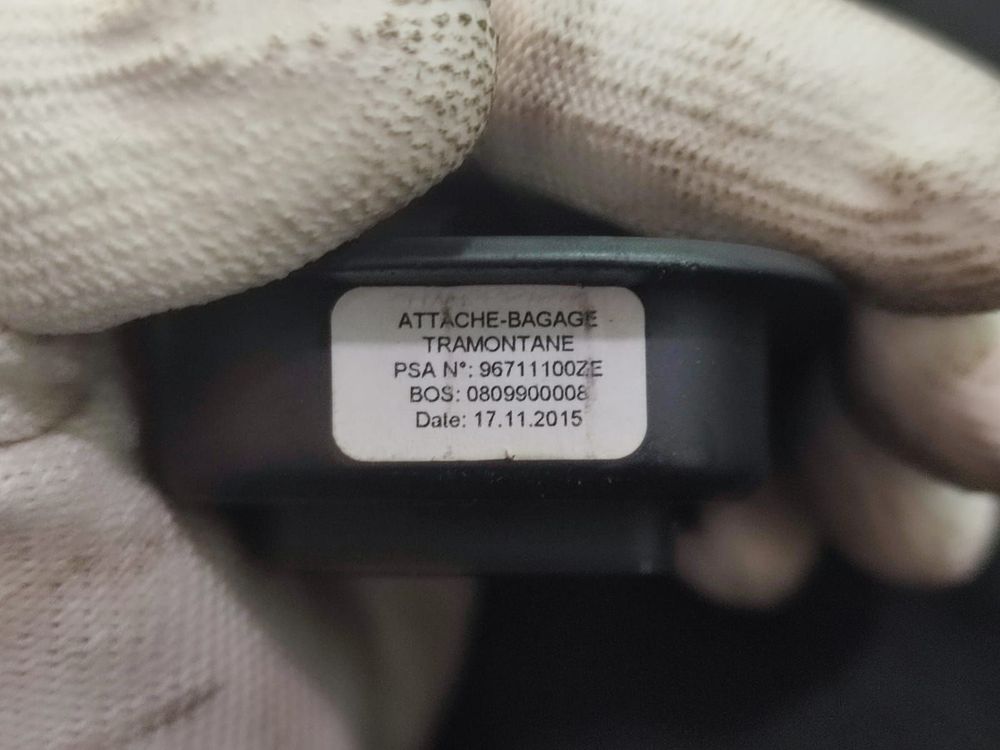 ATTACHE-BAGAGE
TRAMONTANE
PSA N°: 96711100ZE
BOS: 0809900008
Date: 17.11.2015